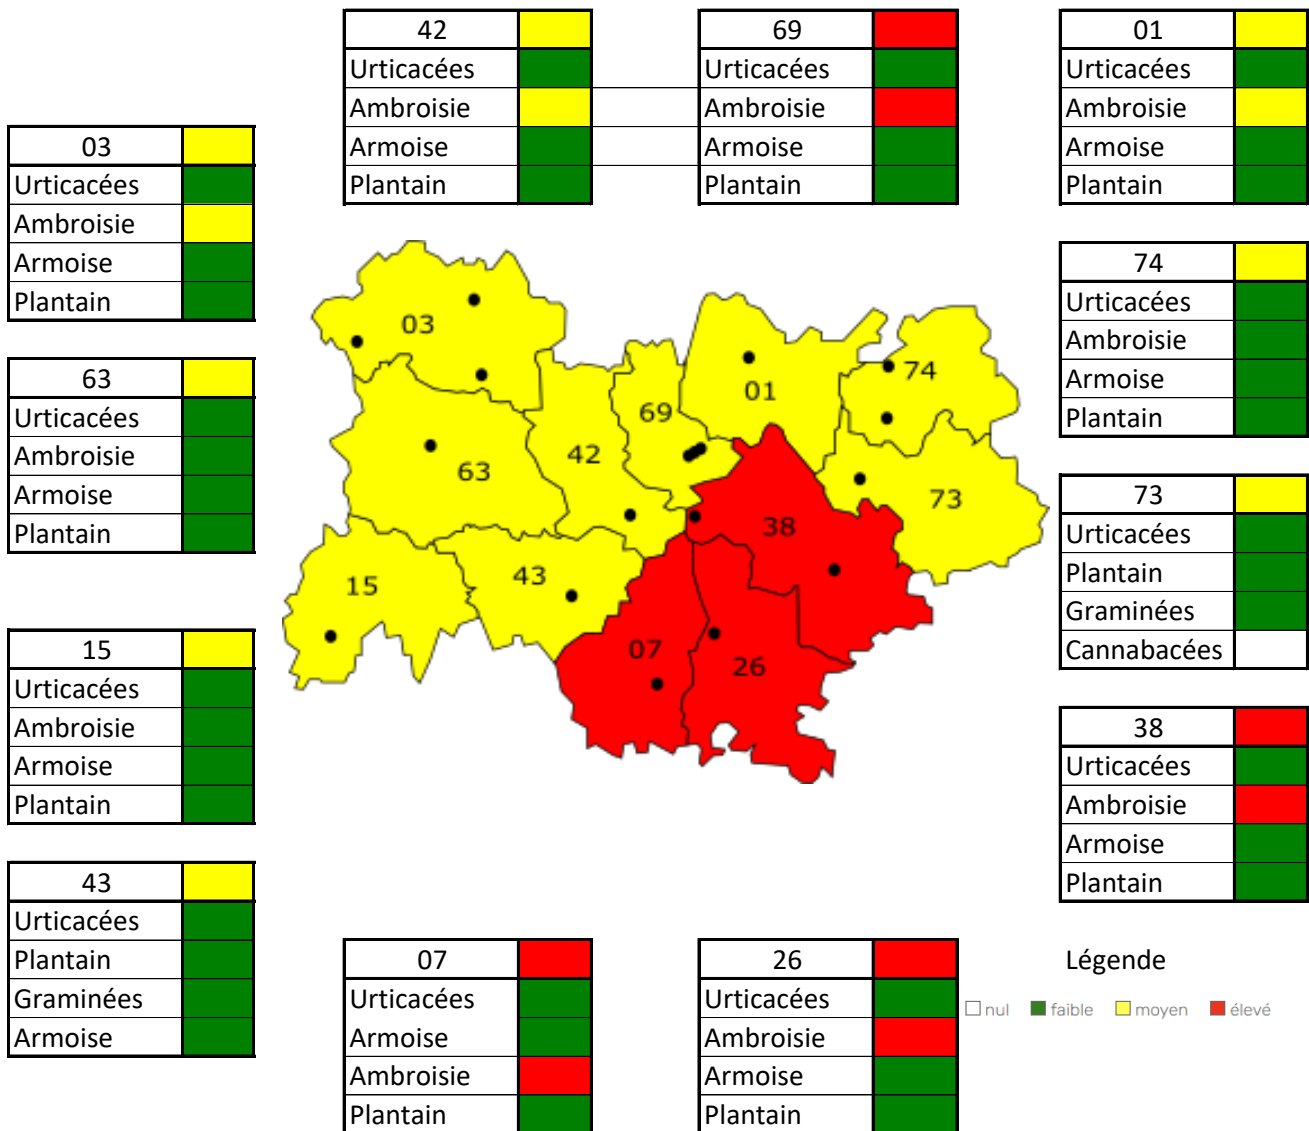 42
Urticacées
Ambroisie
Armoise
Plantain
69
Urticacées
Ambroisie
Armoise
Plantain
01
Urticacées
Ambroisie
Armoise
Plantain
03
Urticacées
Ambroisie
Armoise
Plantain
74
Urticacées
Ambroisie
Armoise
Plantain
63
Urticacées
Ambroisie
Armoise
Plantain
03
74
01
69
42
63
73
38
43
15
07
26
73
Urticacées
Plantain
Graminées
Cannabacées
15
Urticacées
Ambroisie
Armoise
Plantain
38
Urticacées
Ambroisie
Armoise
Plantain
43
Urticacées
Plantain
Graminées
Armoise
07
Urticacées
Armoise
Ambroisie
Plantain
26
Urticacées
Ambroisie
Armoise
Plantain
Légende
nul faible moyen élevé